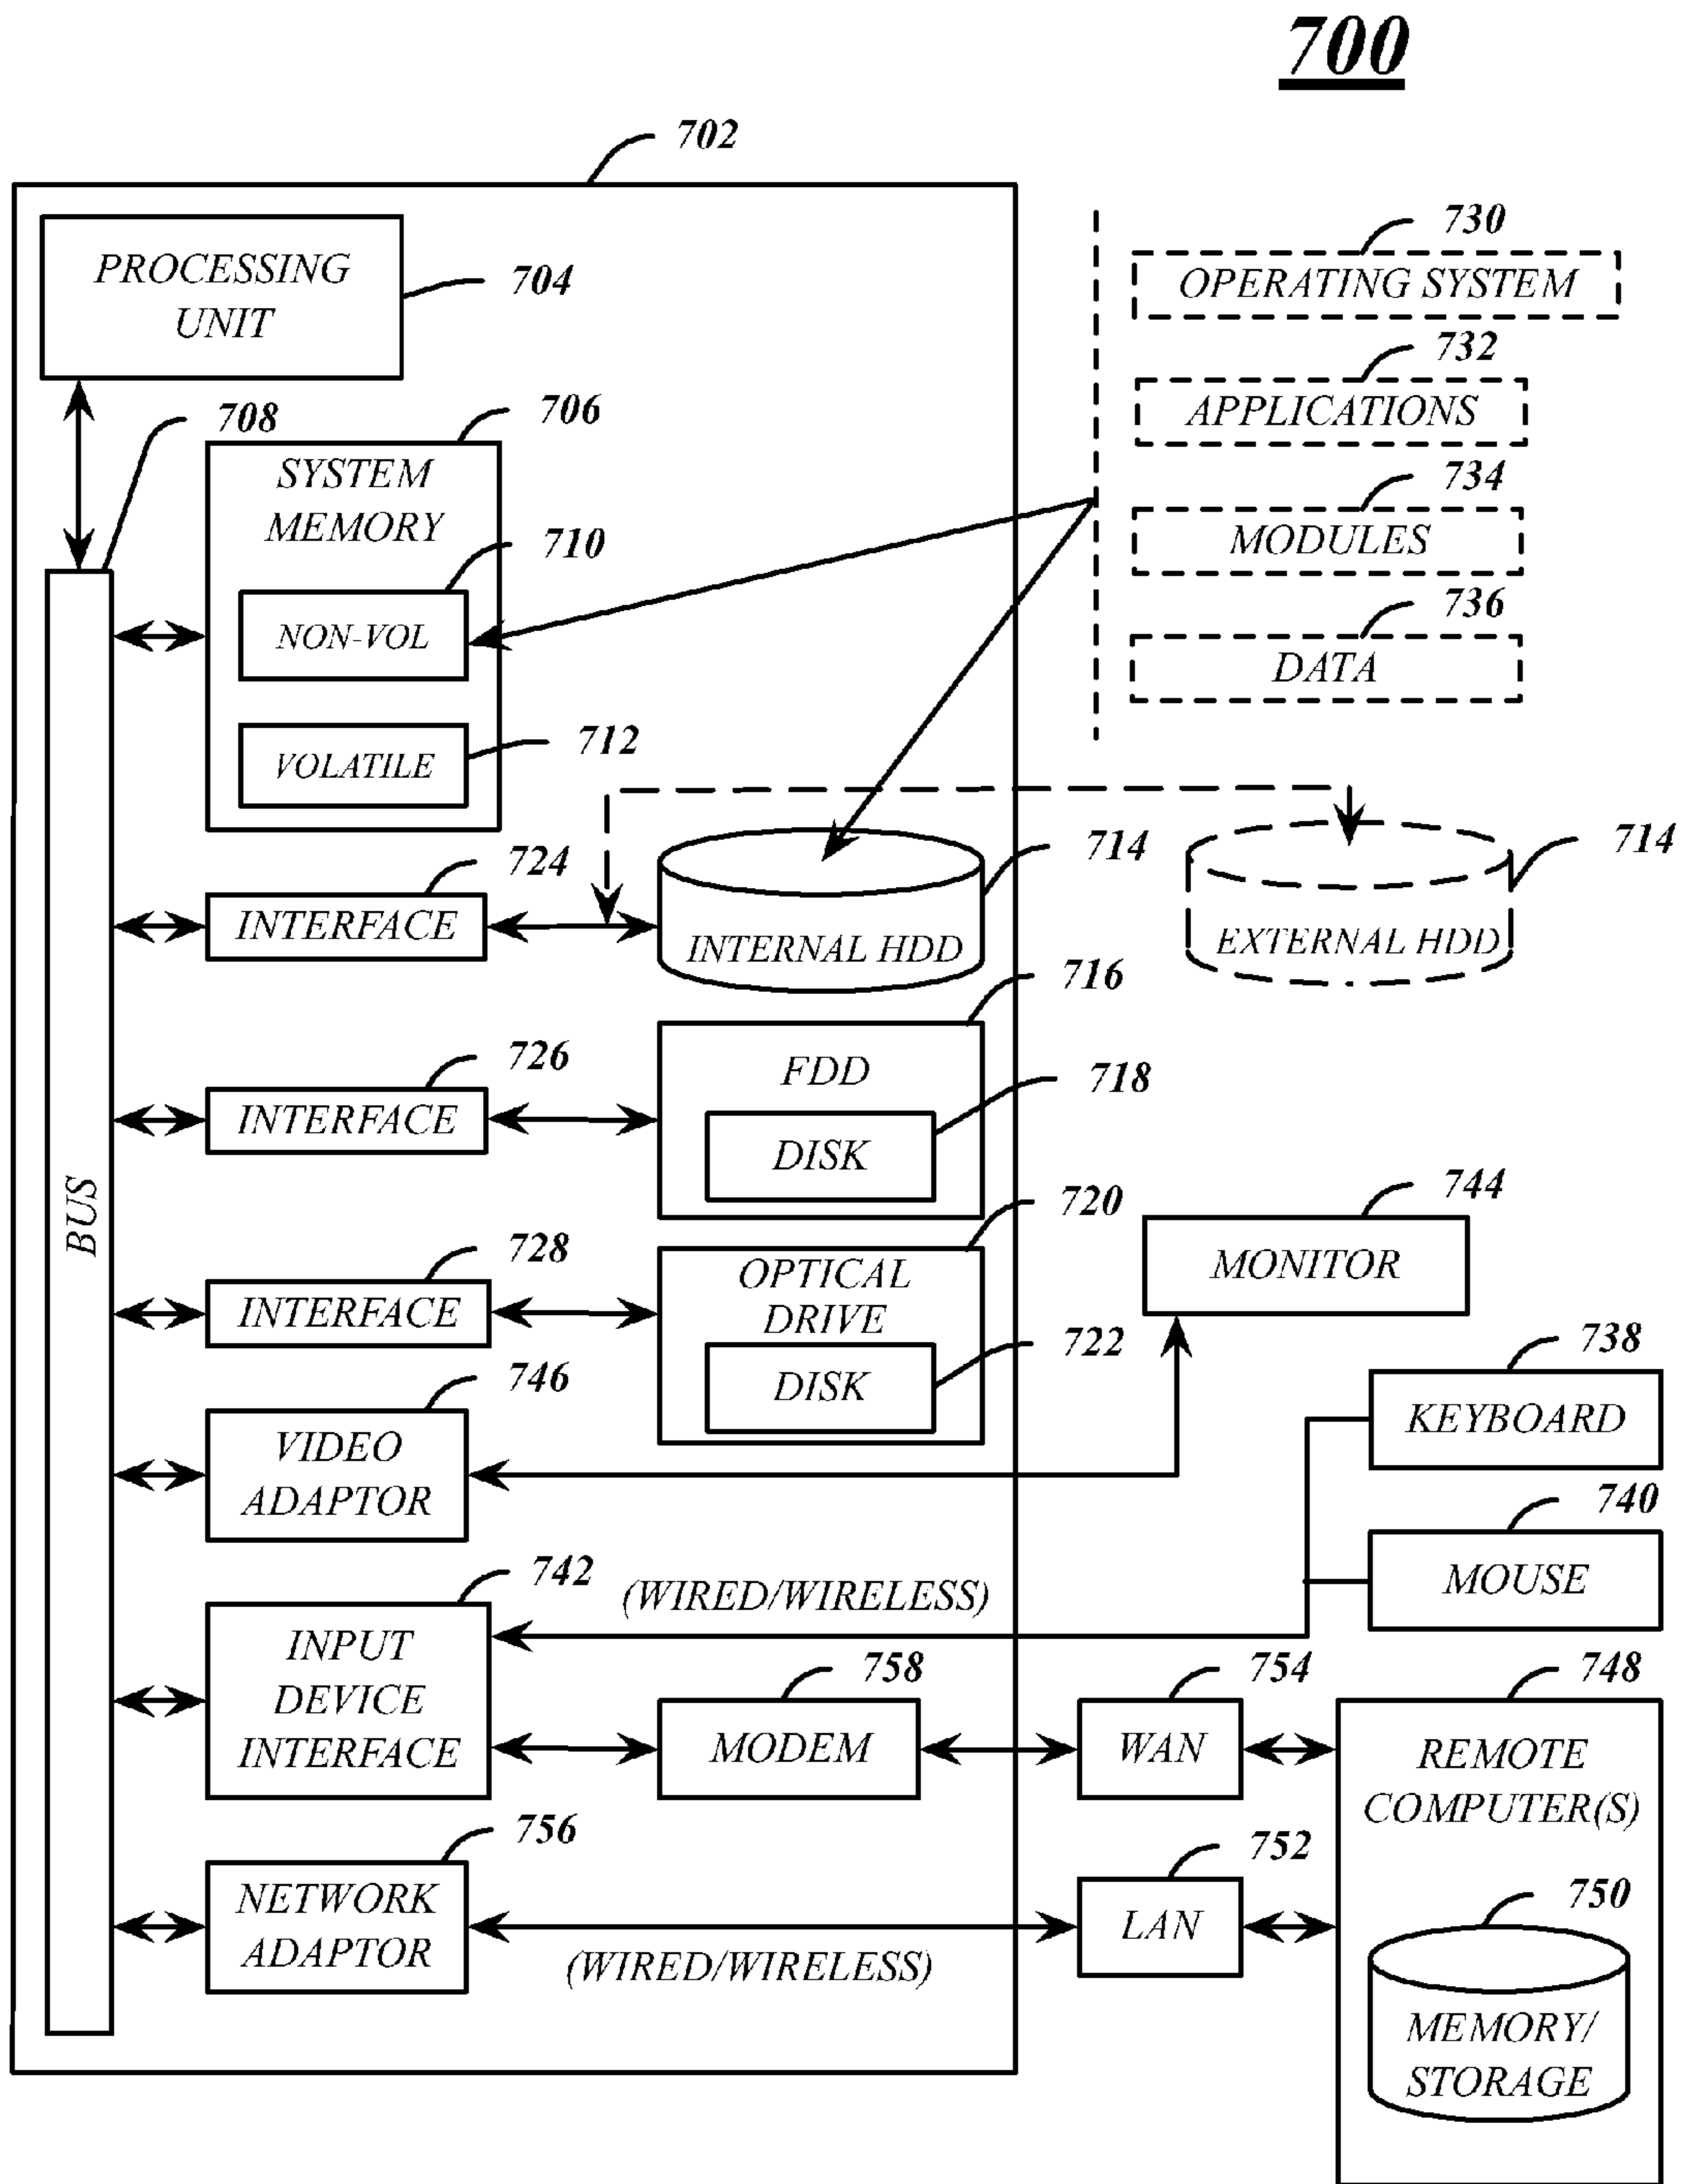 700
702
PROCESSING
UNIT
704
730
OPERATING SYSTEM
732
APPLICATIONS
734
MODULES
736
DATA
708
706
SYSTEM
MEMORY
710
NON-VOL
712
VOLATILE
724
INTERFACE
714
INTERNAL HDD
714
EXTERNAL HDD
726
INTERFACE
716
FDD
718
DISK
BUS
728
INTERFACE
720
OPTICAL
DRIVE
722
DISK
744
MONITOR
746
VIDEO
ADAPTOR
738
KEYBOARD
740
MOUSE
742
INPUT
DEVICE
INTERFACE
(WIRED/WIRELESS)
758
MODEM
754
WAN
748
REMOTE
COMPUTER(S)
756
NETWORK
ADAPTOR
(WIRED/WIRELESS)
752
LAN
750
MEMORY/
STORAGE